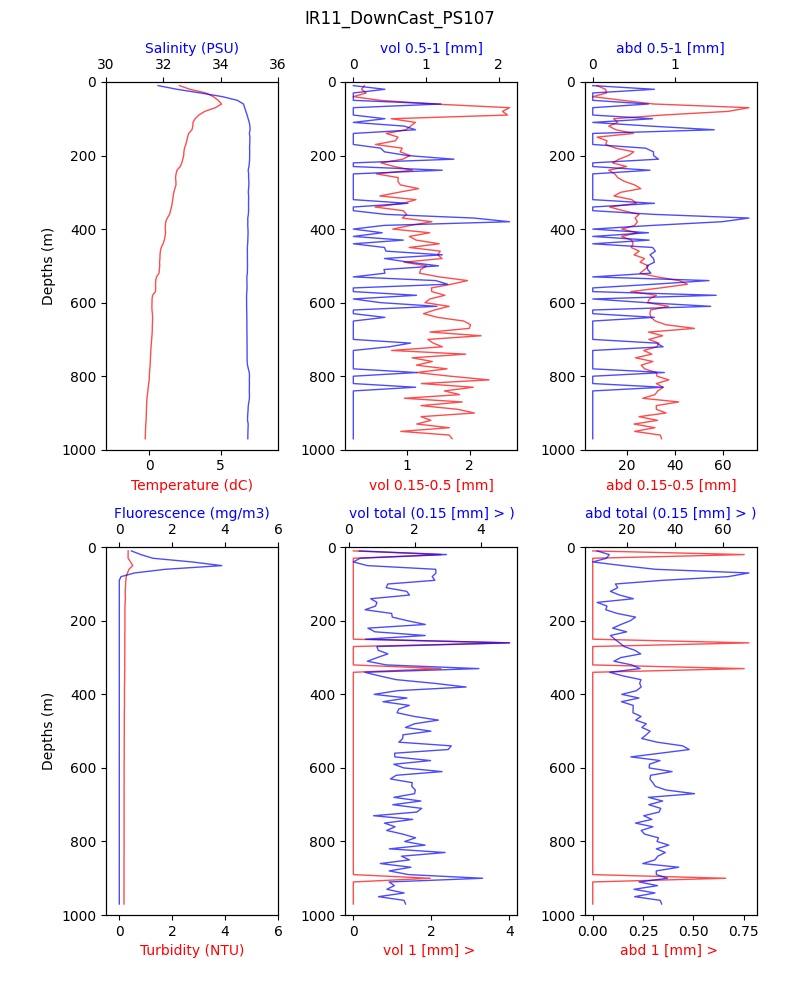 IR11_DownCast_PS107
Salinity (PSU) vol 0.5-1 [mm] abd 0.5-1 [mm]
30 32 34 36 0 1 2 0 1
0 0 0
200 200 200
400 400 400
600 600 600
800 800 800
1000 1000 1000
Depths (m)
0 5 1 2 20 40 60
Temperature (dC) vol 0.15-0.5 [mm] abd 0.15-0.5 [mm]
Fluorescence (mg/m3) vol total (0.15 [mm] > ) abd total (0.15 [mm] > )
0 2 4 6 0 2 4 20 40 60
0 0 0
200 200 200
400 400 400
600 600 600
800 800 800
1000 1000 1000
Depths (m)
0 2 4 6 0 2 4 0.00 0.25 0.50 0.75
Turbidity (NTU) vol 1 [mm] > abd 1 [mm] >